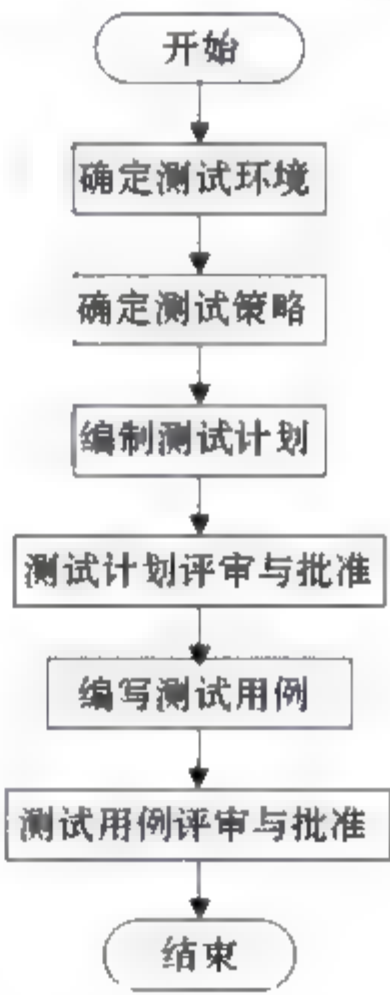 开始
确定测试环境
确定测试策略
编制测试计划
测试计划评审与批准
编写测试用例
测试用例评审与批准
结束